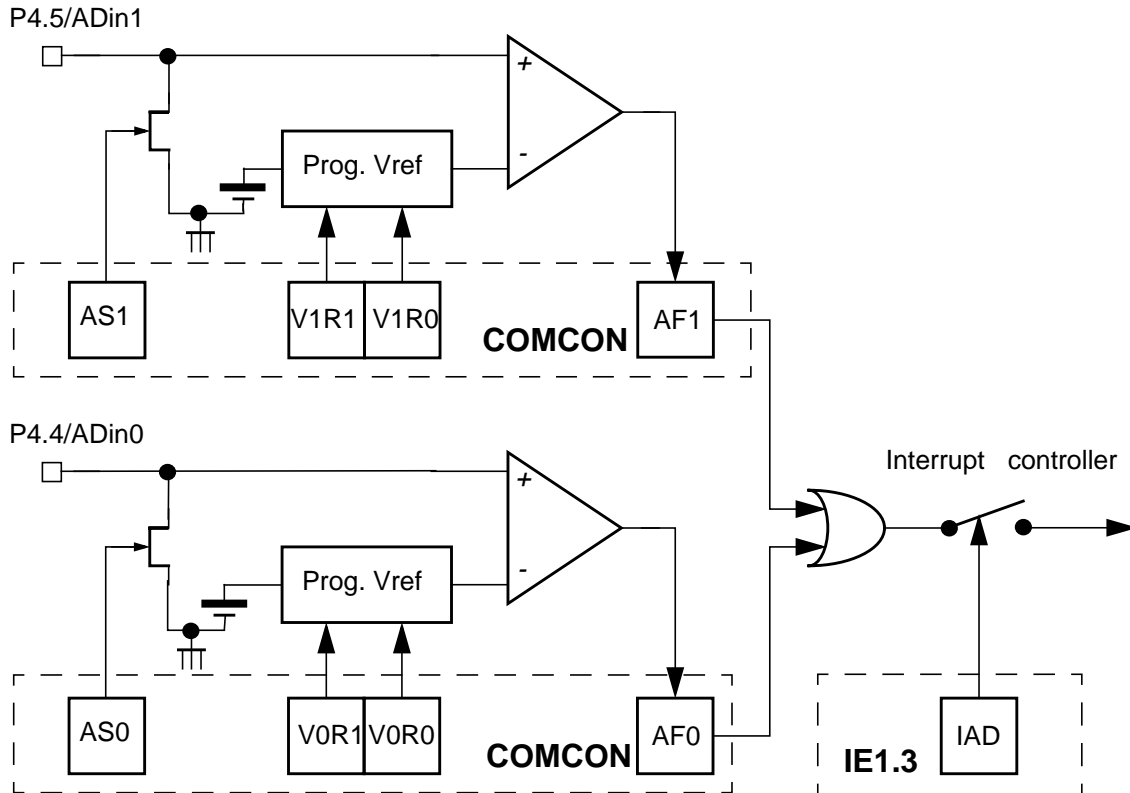 P4.5/ADin1
+
Prog. Vref
-
AS1
V1R1
V1R0
COMCON
AF1
P4.4/ADin0
+
Interrupt controller
Prog. Vref
-
AS0
V0R1
V0R0
COMCON
AF0
IE1.3
IAD